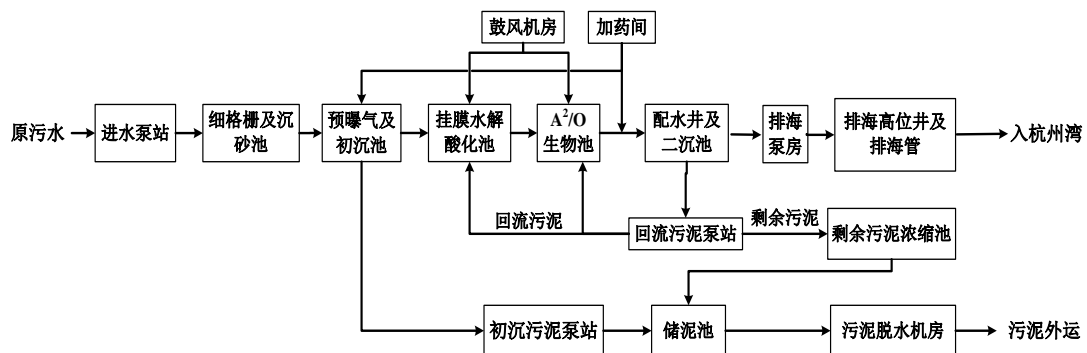 鼓风机房
加药间
原污水
进水泵站
细格栅及沉
砂池
预曝气及
初沉池
挂膜水解
酸化池
A²/O
生物池
配水井及
二沉池
排海
泵房
排海高位井及
排海管
入杭州湾
回流污泥
回流污泥泵站
剩余污泥
剩余污泥浓缩池
初沉污泥泵站
储泥池
污泥脱水机房
污泥外运